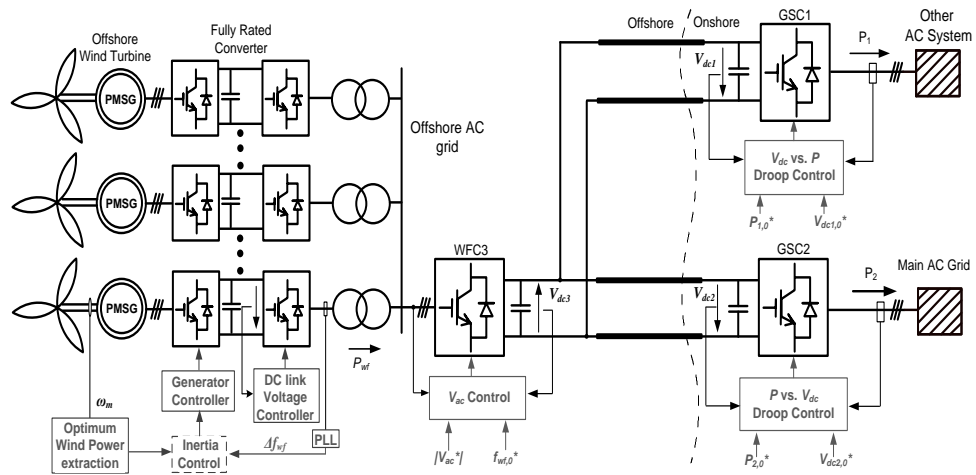 Offshore
Wind Turbine
Fully Rated
Converter
Offshore
Onshore
GSC1
P1
Other
AC System
PMSG
Vdc1
Offshore AC
grid
Vdc vs. P
Droop Control
P1,0*
Vdc1,0*
PMSG
WFC3
GSC2
P2
Main AC Grid
PMSG
Vdc3
Vdc2
Pwf
ωm
Generator
Controller
DC link
Voltage
Controller
Vac Control
P vs. Vdc
Droop Control
Optimum
Wind Power
extraction
Inertia
Control
Δfwf
PLL
|Vac*|
fwf,0*
P2,0*
Vdc2,0*